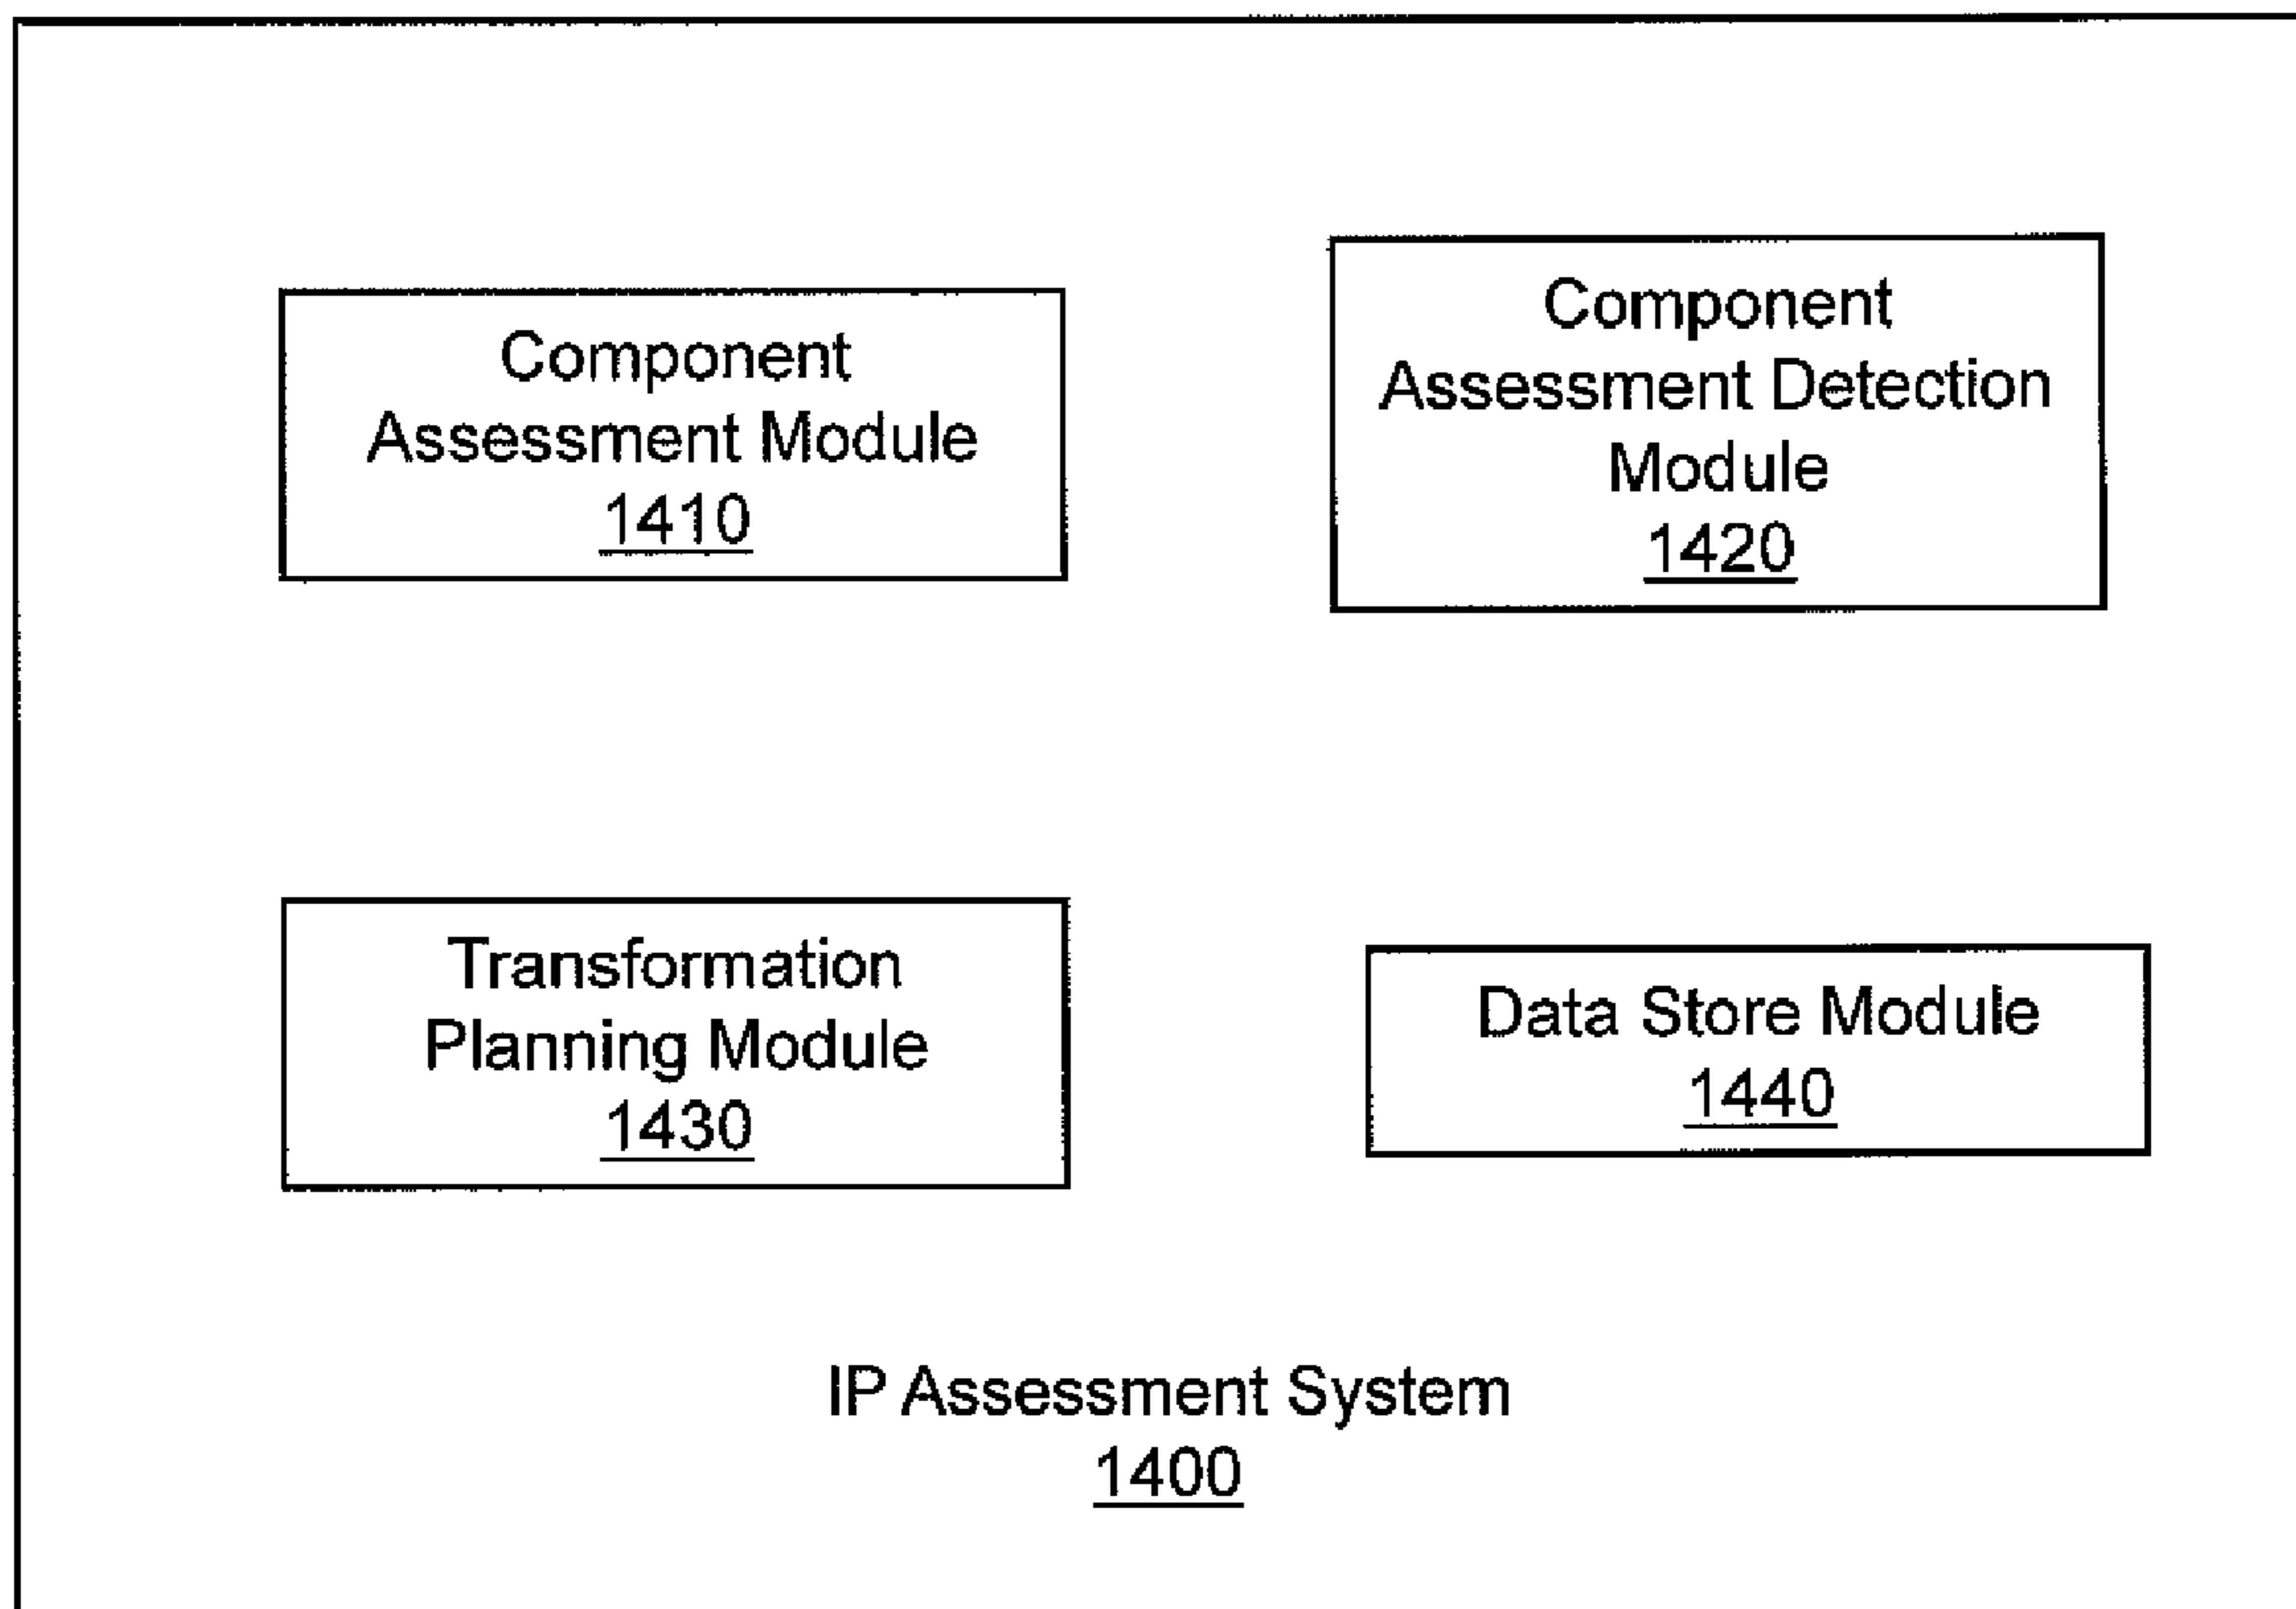 Component
Assessment Module
1410
Component
Assessment Detection
Module
1420
Transformation
Planning Module
1430
Data Store Module
1440
IP Assessment System
1400